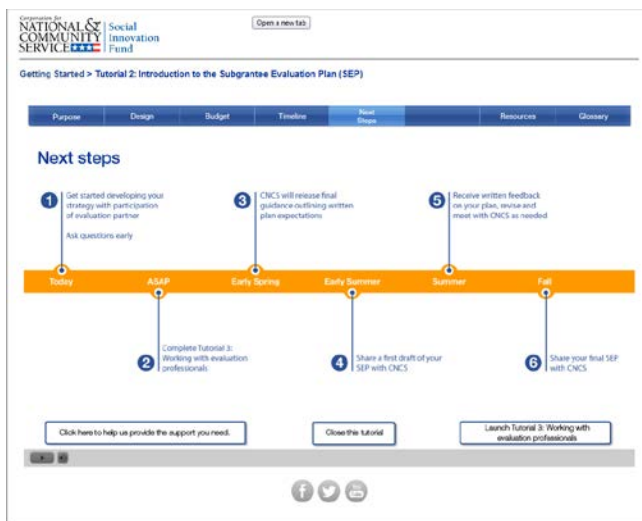 Corporation for
NATIONAL &
COMMUNITY
SERVICE
Social
Innovation
Fund
Open a new tab
Getting Started > Tutorial 2: Introduction to the Subgrantee Evaluation Plan (SEP)
Purpose
Design
Budget
Timeline
Next
Steps
Resources
Glossary
Next steps
1
Get started developing your
strategy with participation
of evaluation partner
Ask questions early
3
CNCS will release final
guidance outlining written
plan expectations
5
Receive written feedback
on your plan, revise and
meet with CNCS as needed
Today
ASAP
Early Spring
Early Summer
Summer
Fall
2
Complete Tutorial 3:
Working with evaluation
professionals
4
Share a first draft of your
SEP with CNCS
6
Share your final SEP
with CNCS
Click here to help us provide the support you need.
Close this tutorial
Launch Tutorial 3: Working with
evaluation professionals